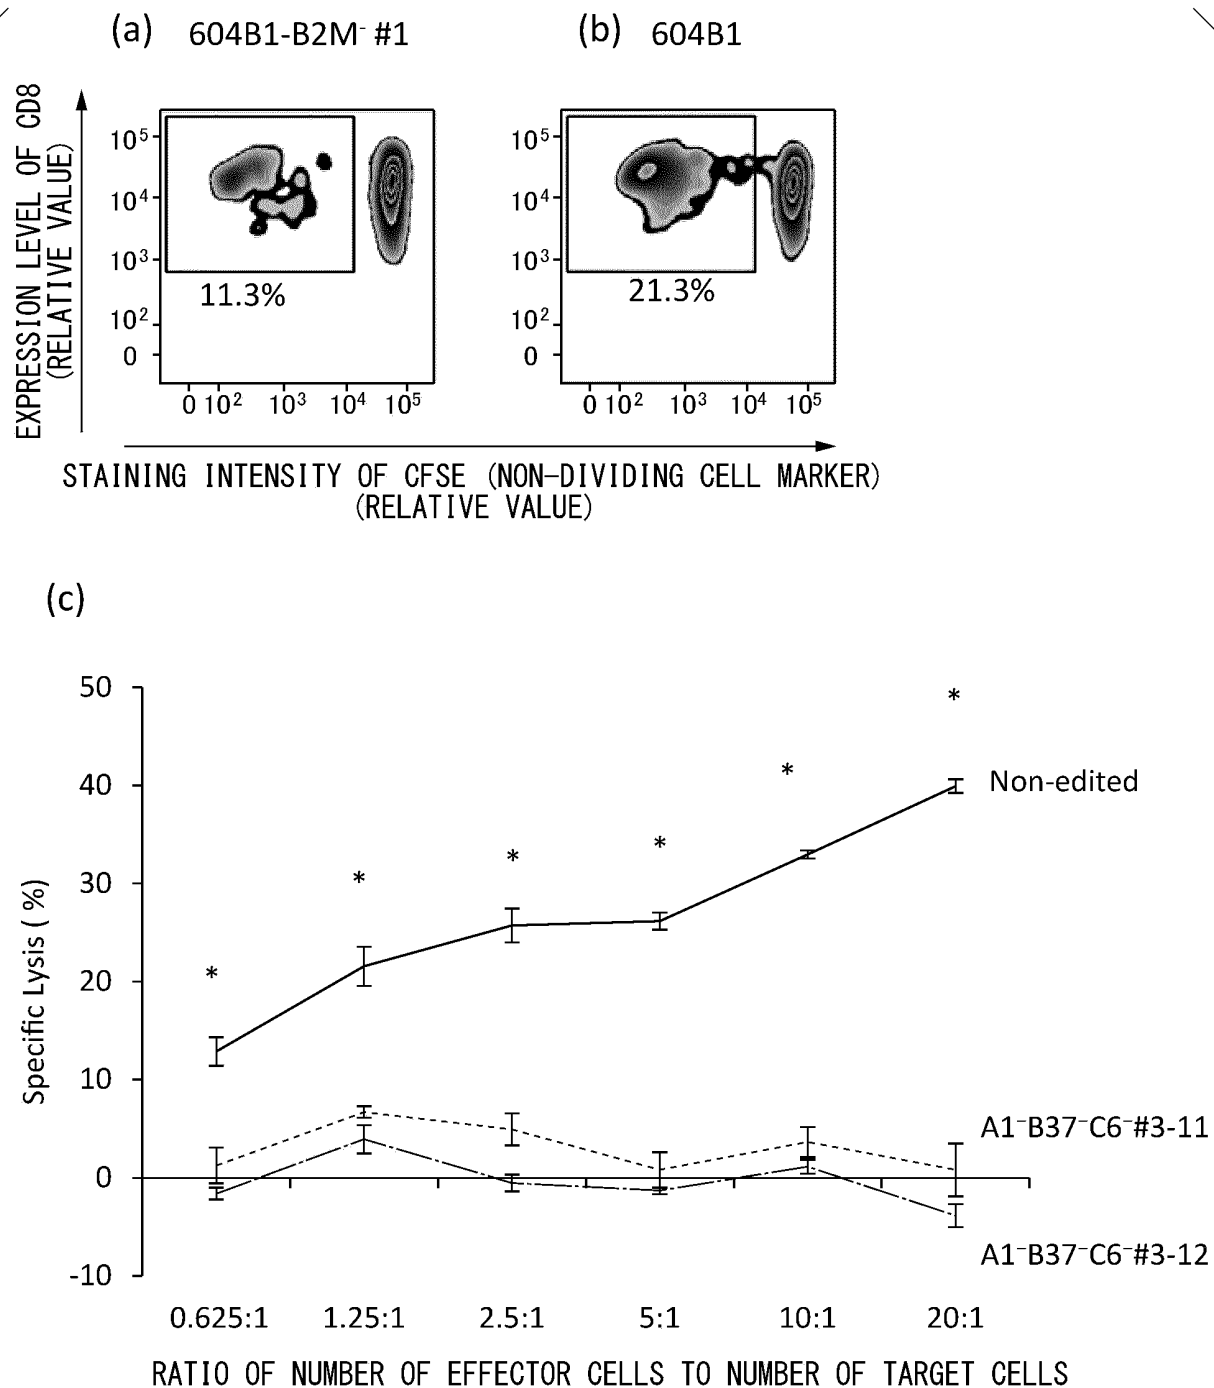 (a) 604B1-B2M⁻ #1
(b) 604B1
EXPRESSION LEVEL OF CD8
(RELATIVE VALUE)
10⁵
10⁴
10³
10²
0
11.3%
0 10² 10³ 10⁴ 10⁵
10⁵
10⁴
10³
10²
0
21.3%
0 10² 10³ 10⁴ 10⁵
STAINING INTENSITY OF CFSE (NON-DIVIDING CELL MARKER)
(RELATIVE VALUE)
(c)
Specific Lysis ( %)
50
40
30
20
10
0
-10
* * * * * *
Non-edited
A1⁻B37⁻C6⁻#3-11
A1⁻B37⁻C6⁻#3-12
0.625:1 1.25:1 2.5:1 5:1 10:1 20:1
RATIO OF NUMBER OF EFFECTOR CELLS TO NUMBER OF TARGET CELLS